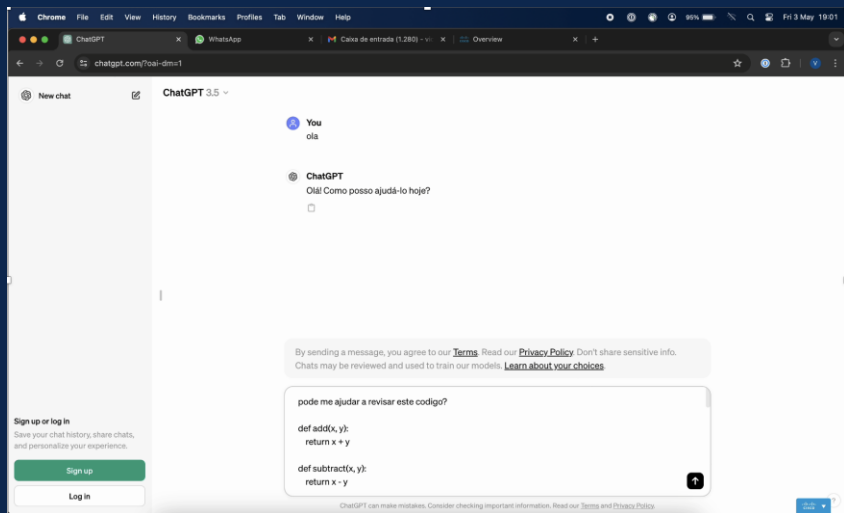 Chrome File Edit View History Bookmarks Profiles Tab Window Help
95%
Fri 3 May 19:01
ChatGPT
WhatsApp
Caixa de entrada (1.280) - vi
Overview
chatgpt.com/?oai-dm=1
New chat
ChatGPT 3.5
You
ola
ChatGPT
Olá! Como posso ajudá-lo hoje?
By sending a message, you agree to our Terms. Read our Privacy Policy. Don't share sensitive info.
Chats may be reviewed and used to train our models. Learn about your choices.
pode me ajudar a revisar este codigo?
def add(x, y):
return x + y
def subtract(x, y):
return x - y
Sign up or log in
Save your chat history, share chats,
and personalize your experience.
Sign up
Log in
ChatGPT can make mistakes. Consider checking important information. Read our Terms and Privacy Policy.